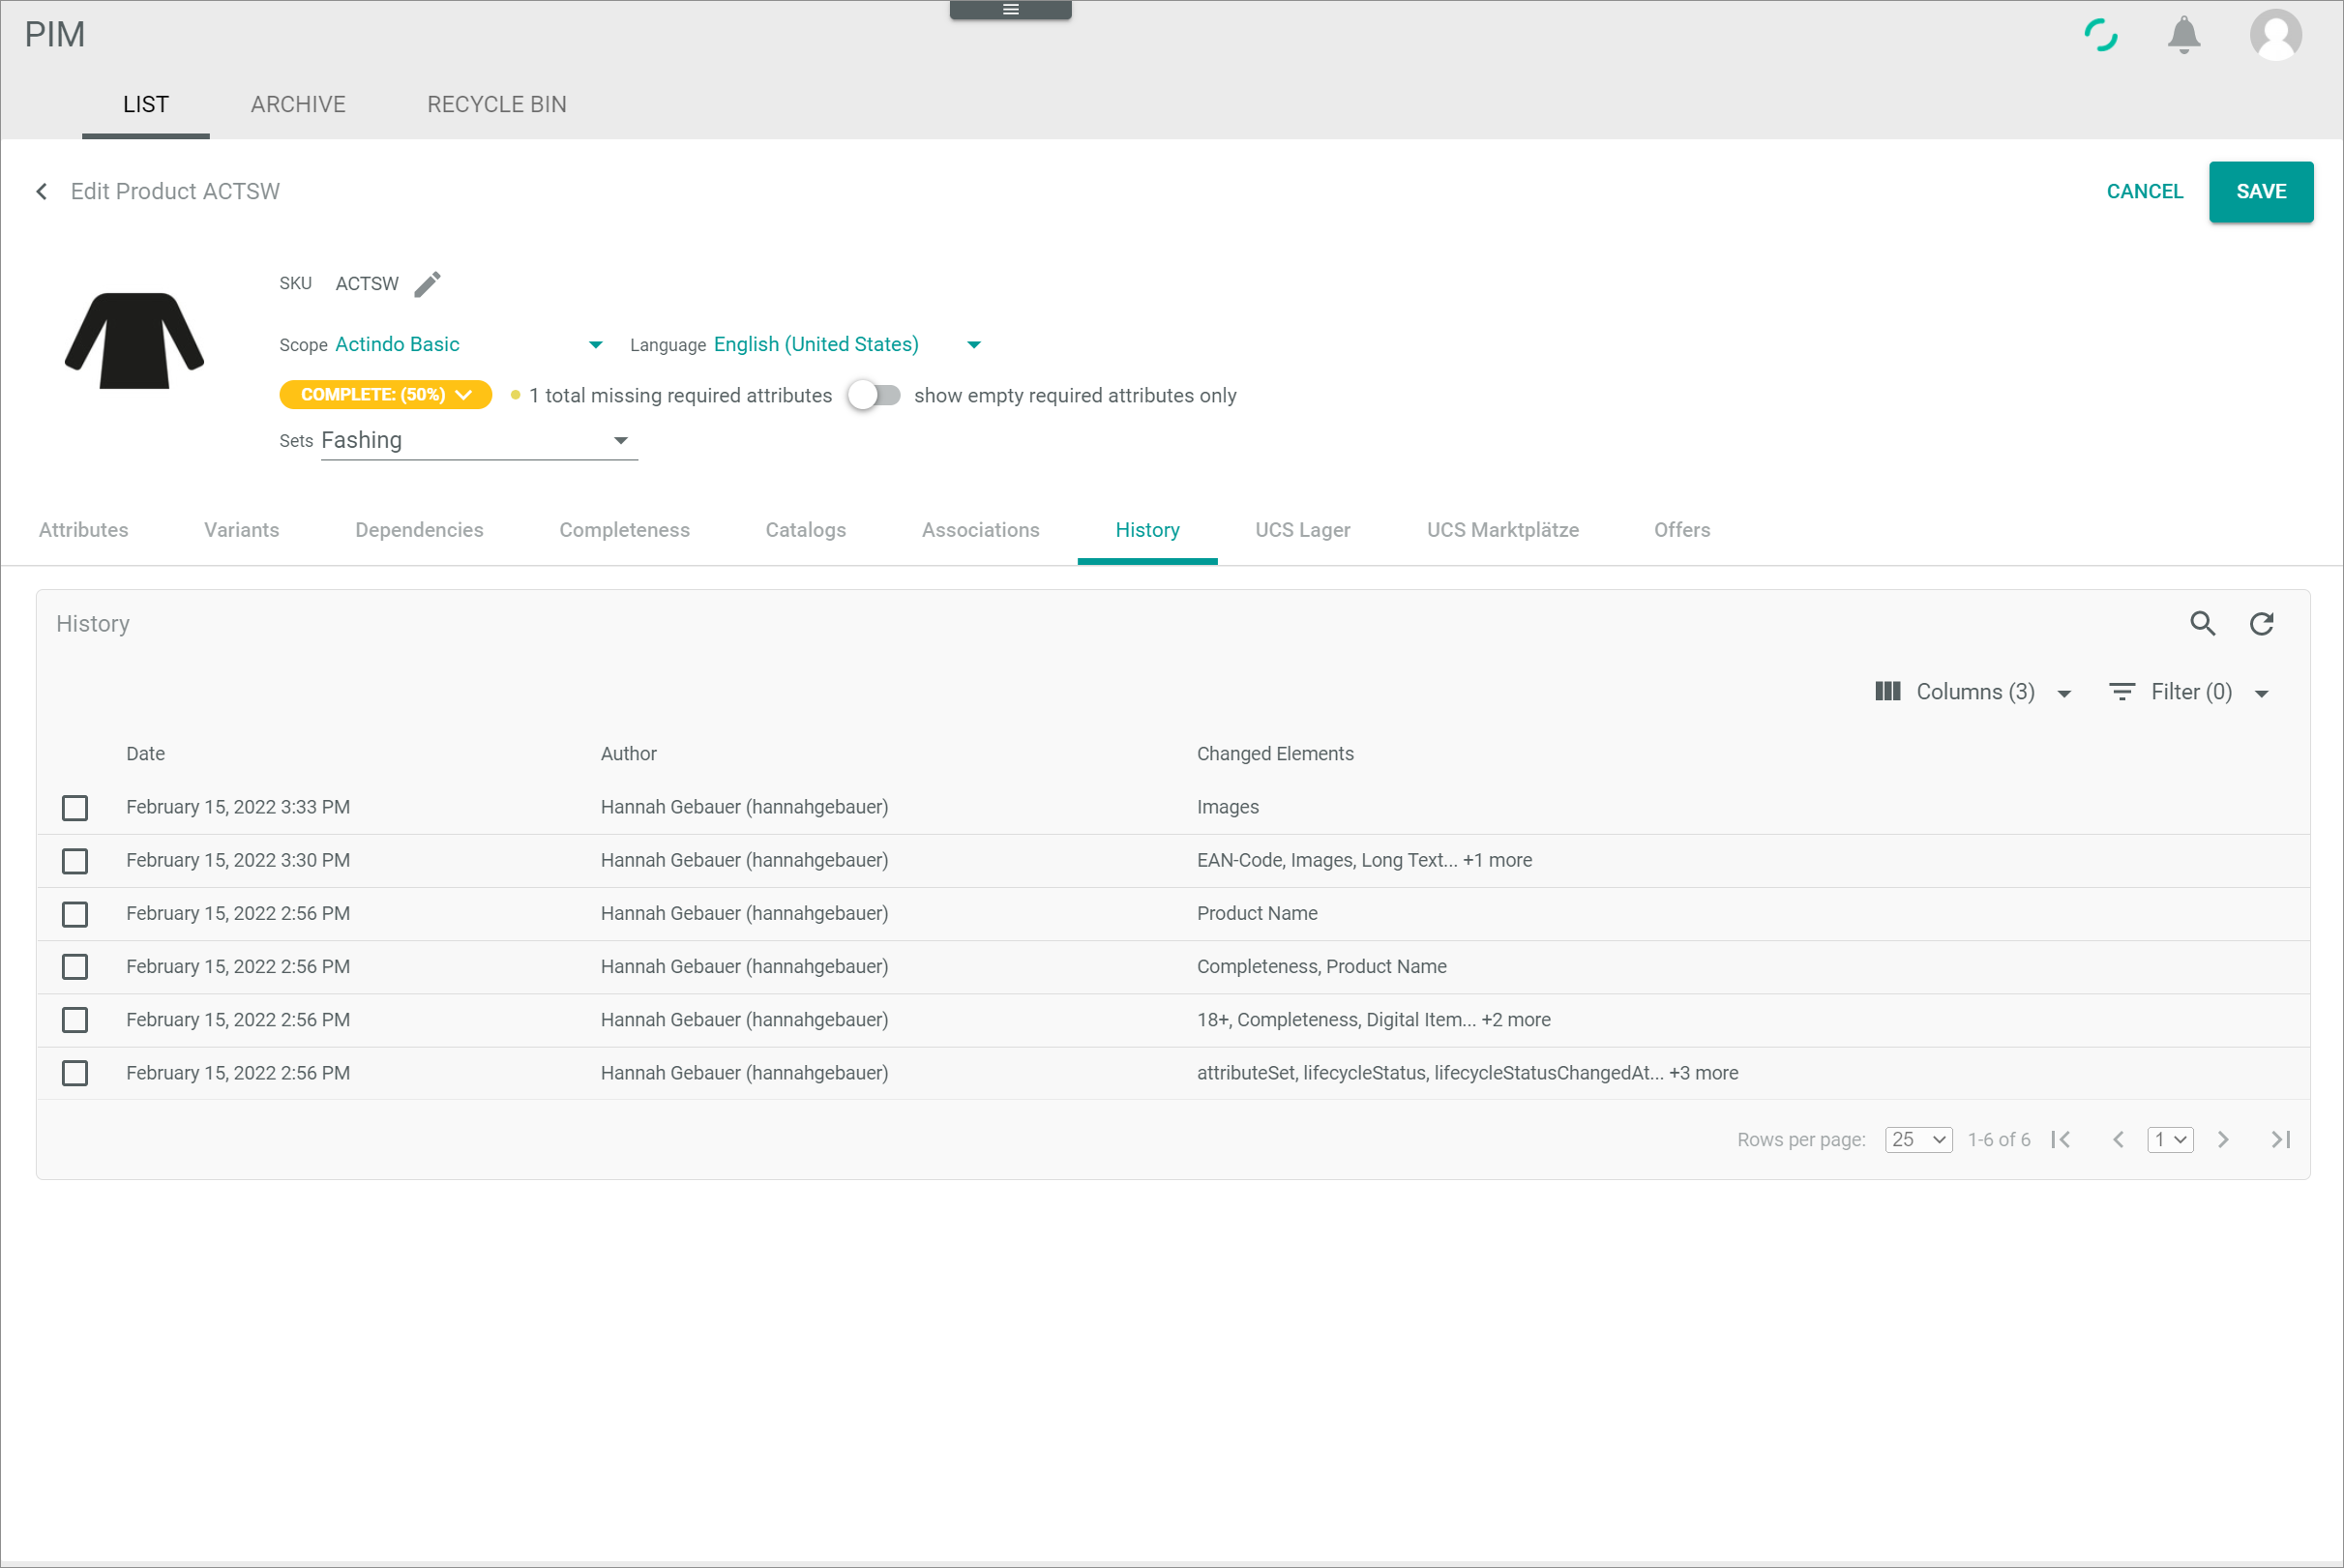 PIM
LIST ARCHIVE RECYCLE BIN
Edit Product ACTSW CANCEL SAVE
SKU ACTSW
Scope Actindo Basic Language English (United States)
COMPLETE: (50%) 1 total missing required attributes show empty required attributes only
Sets Fashing
Attributes Variants Dependencies Completeness Catalogs Associations History UCS Lager UCS Marktplätze Offers
History
Columns (3) Filter (0)
Date Author Changed Elements
February 15, 2022 3:33 PM Hannah Gebauer (hannahgebauer) Images
February 15, 2022 3:30 PM Hannah Gebauer (hannahgebauer) EAN-Code, Images, Long Text... +1 more
February 15, 2022 2:56 PM Hannah Gebauer (hannahgebauer) Product Name
February 15, 2022 2:56 PM Hannah Gebauer (hannahgebauer) Completeness, Product Name
February 15, 2022 2:56 PM Hannah Gebauer (hannahgebauer) 18+, Completeness, Digital Item... +2 more
February 15, 2022 2:56 PM Hannah Gebauer (hannahgebauer) attributeSet, lifecycleStatus, lifecycleStatusChangedAt... +3 more
Rows per page: 25 1-6 of 6 1